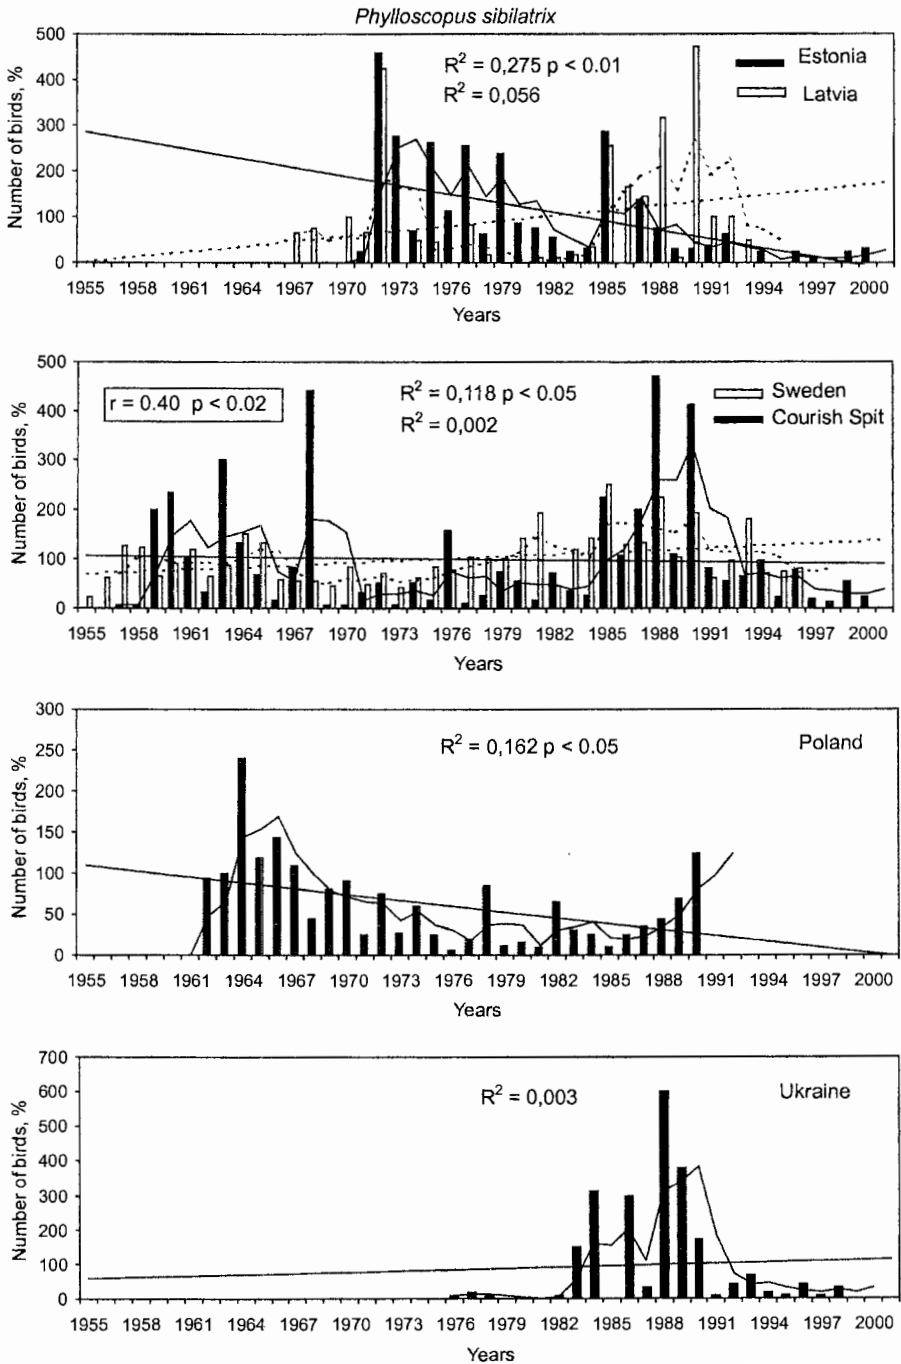 Phylloscopus sibilatrix
500
400
300
200
100
0
Number of birds, %
R² = 0,275 p < 0.01
R² = 0,056
Estonia
Latvia
1955 1958 1961 1964 1967 1970 1973 1976 1979 1982 1985 1988 1991 1994 1997 2000
Years
500
400
300
200
100
0
Number of birds, %
r = 0.40 p < 0.02
R² = 0,118 p < 0.05
R² = 0,002
Sweden
Courish Spit
1955 1958 1961 1964 1967 1970 1973 1976 1979 1982 1985 1988 1991 1994 1997 2000
Years
300
250
200
150
100
50
0
Number of birds, %
R² = 0,162 p < 0.05
Poland
1955 1958 1961 1964 1967 1970 1973 1976 1979 1982 1985 1988 1991 1994 1997 2000
Years
700
600
500
400
300
200
100
0
Number of birds, %
R² = 0,003
Ukraine
1955 1958 1961 1964 1967 1970 1973 1976 1979 1982 1985 1988 1991 1994 1997 2000
Years